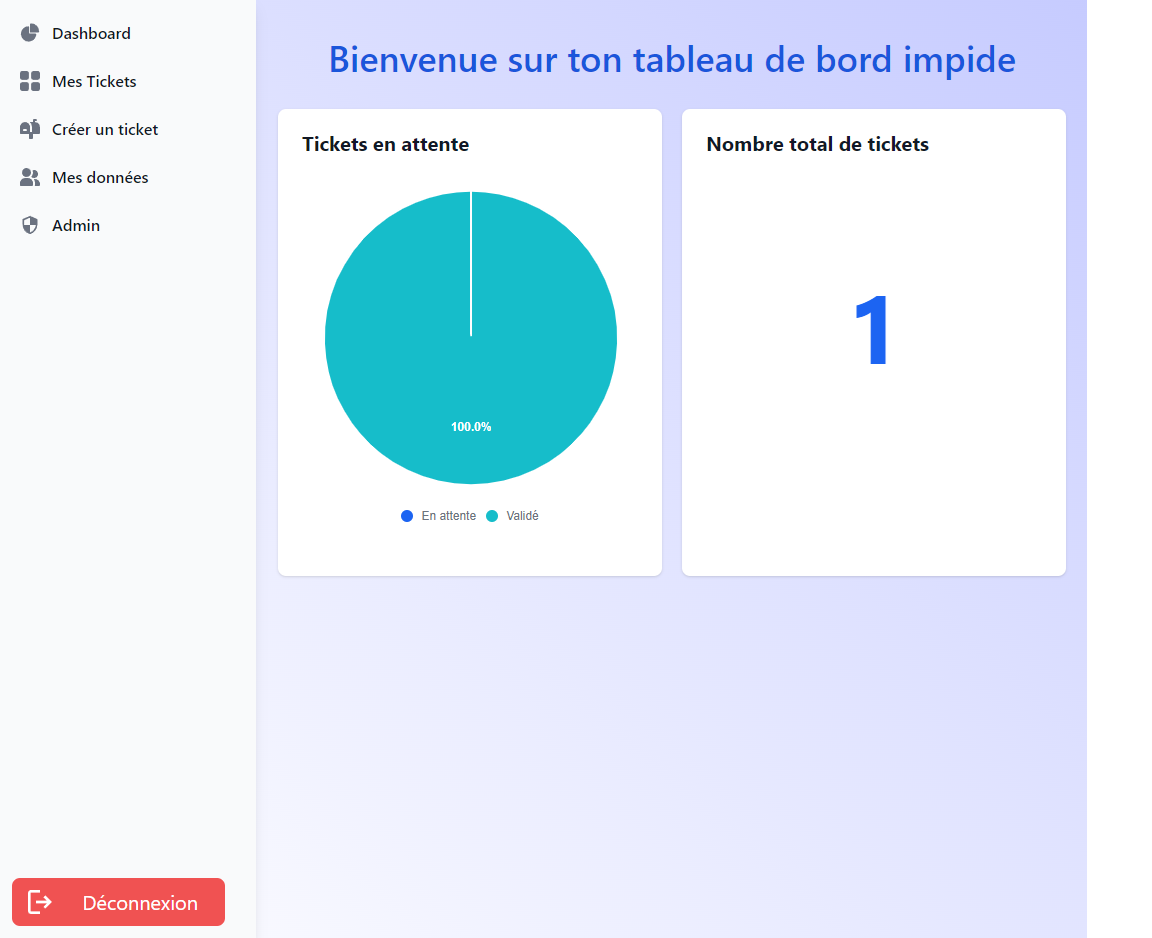 Dashboard
Mes Tickets
Créer un ticket
Mes données
Admin
Déconnexion
Bienvenue sur ton tableau de bord impide
Tickets en attente
100.0%
En attente Validé
Nombre total de tickets
1